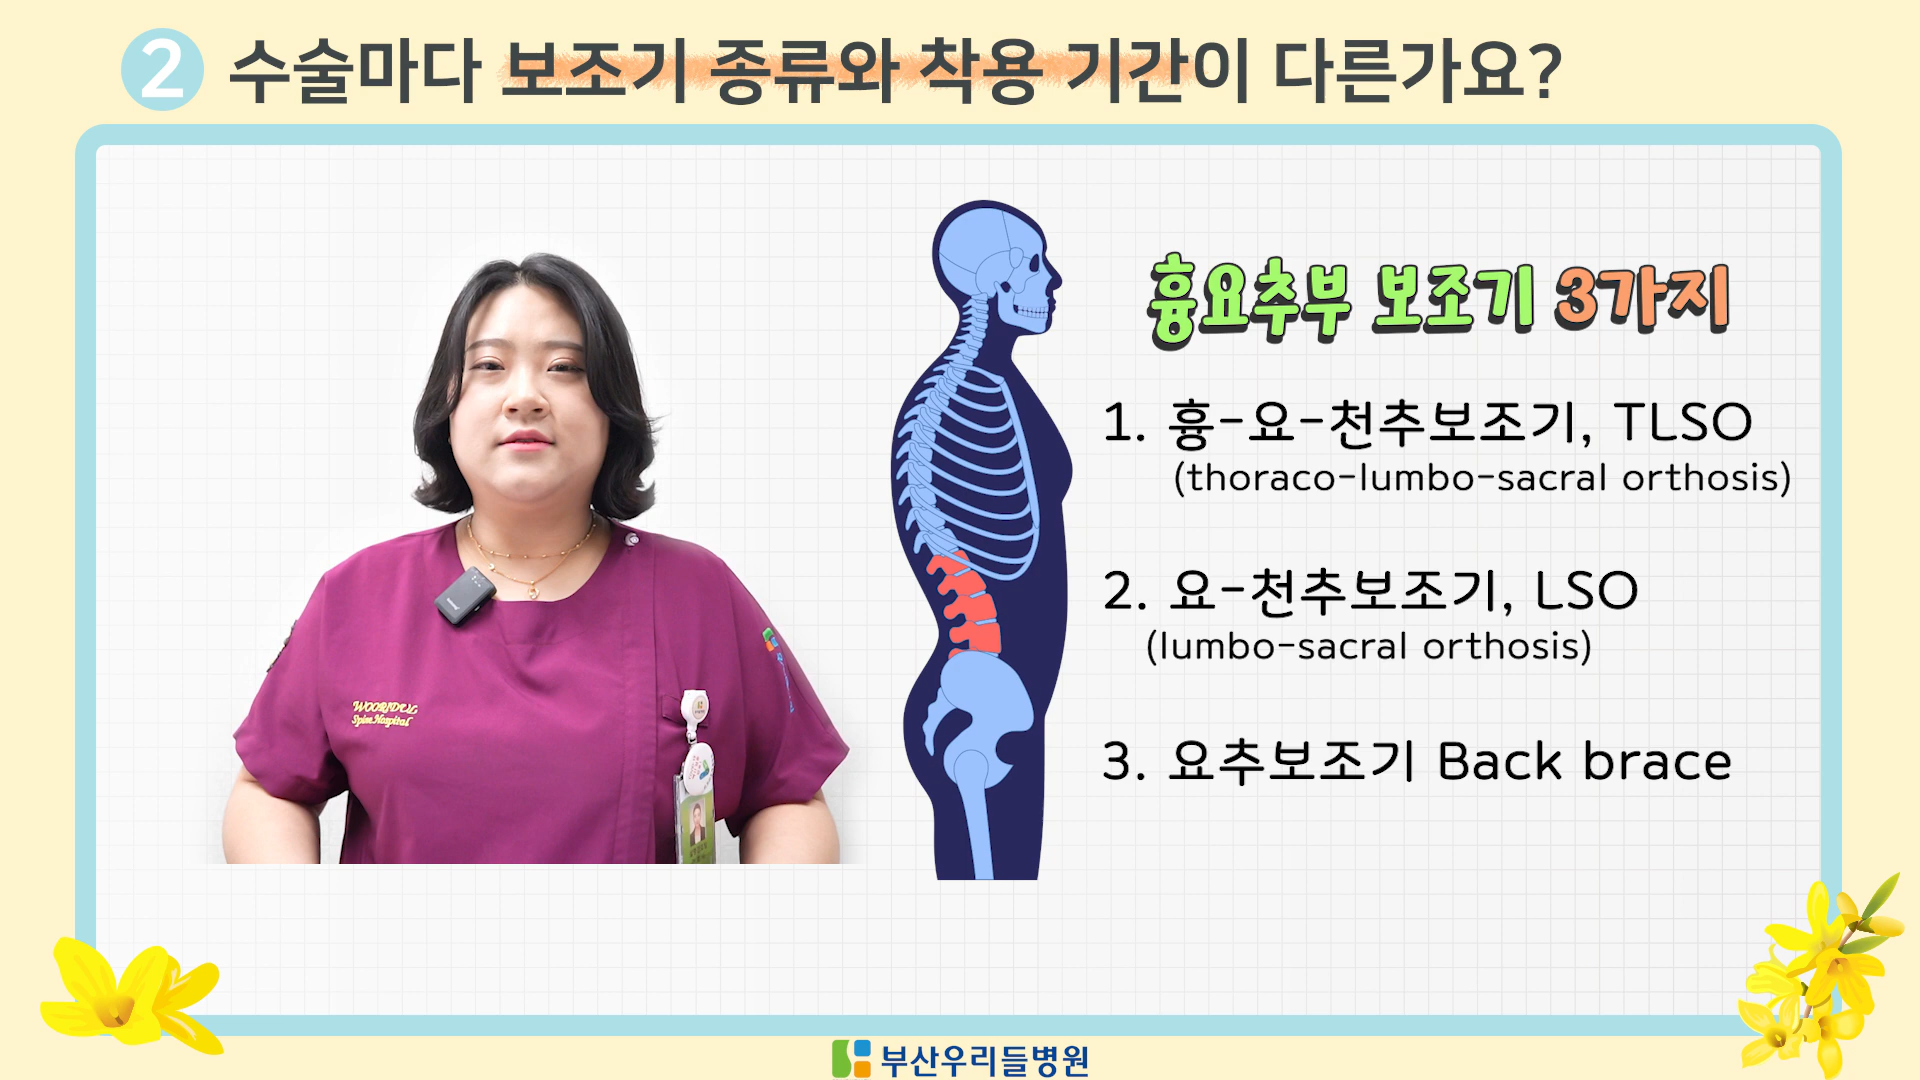 2 수술마다 보조기 종류와 착용 기간이 다른가요?
흉요추부 보조기 3가지
1. 흉-요-천추보조기, TLSO
(thoraco-lumbo-sacral orthosis)
2. 요-천추보조기, LSO
(lumbo-sacral orthosis)
3. 요추보조기 Back brace
WOORIDUL
Spine Hospital
부산우리들병원